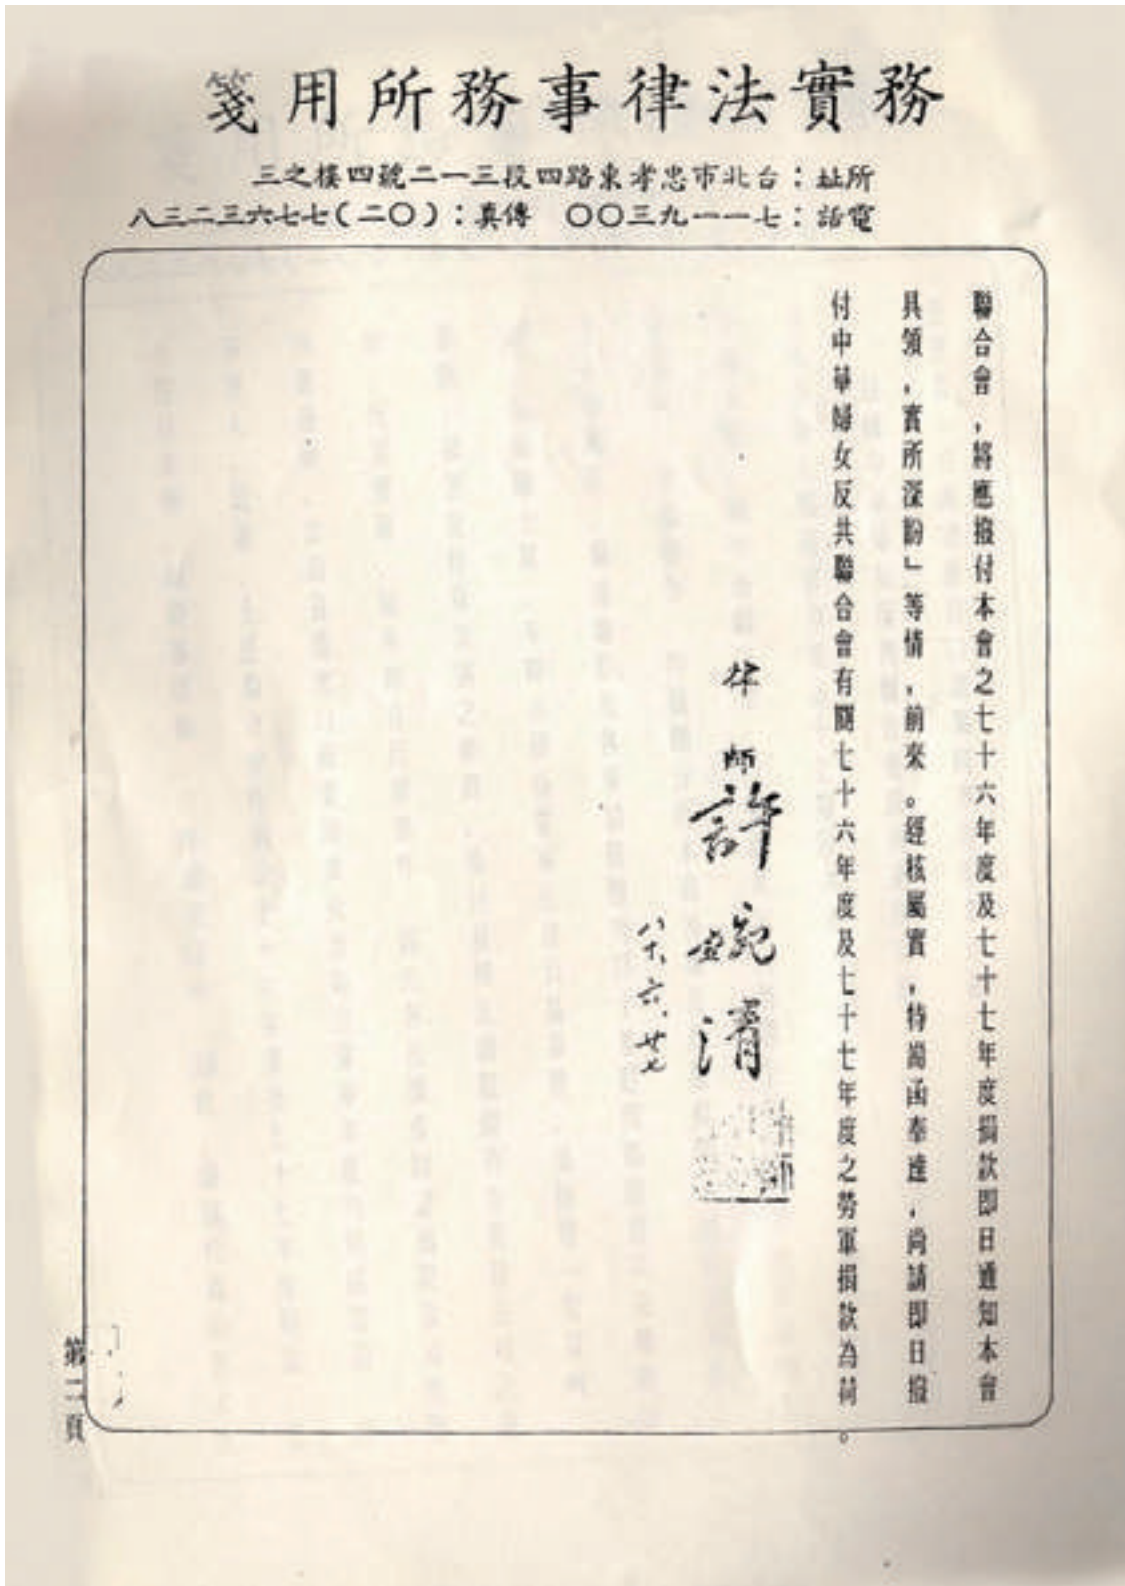 務實法律事務所用箋
所址：台北市忠孝東路四段三一二號四樓之三
電話：七一一一九三〇〇 傳真：(〇二)七七六三二三八
聯合會，將應撥付本會之七十六年度及七十七年度捐款即日通知本會
具領，實所深盼」等情，前來。經核屬實，特函奉達，尚請即日撥
付中華婦女反共聯合會有關七十六年度及七十七年度之勞軍捐款為荷。
律師 許婉清
八十、六、廿七
第二頁